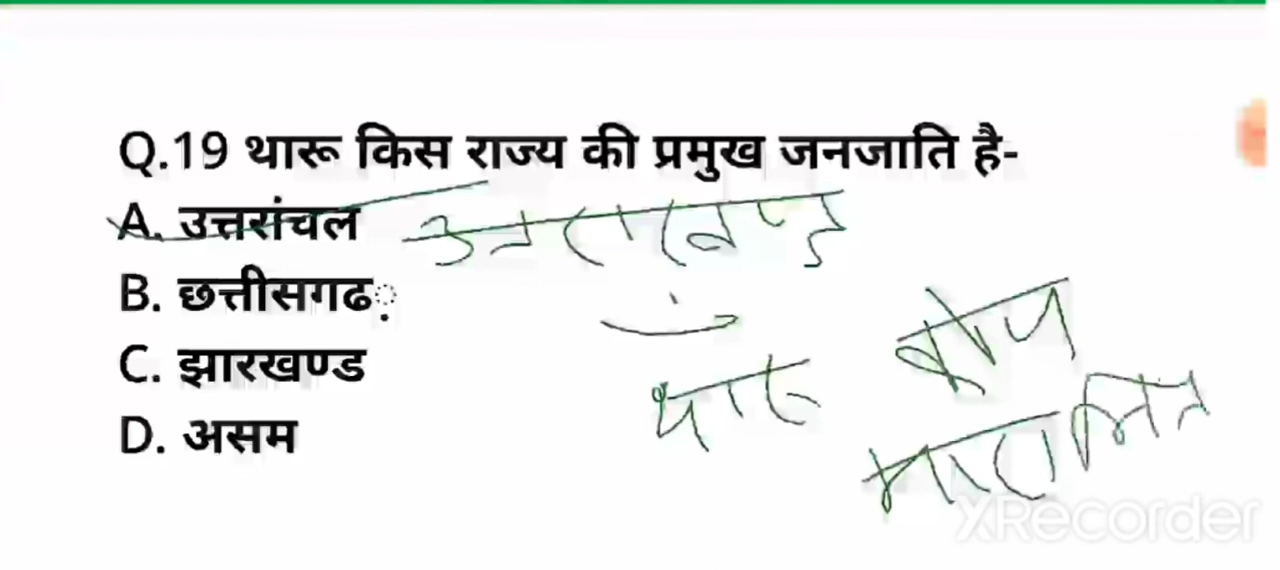 Q.19 थारू किस राज्य की प्रमुख जनजाति है-
A. उत्तरांचल
उत्तराखण्ड
B. छत्तीसगढ़
C. झारखण्ड
थारू
D. असम
XRecorder